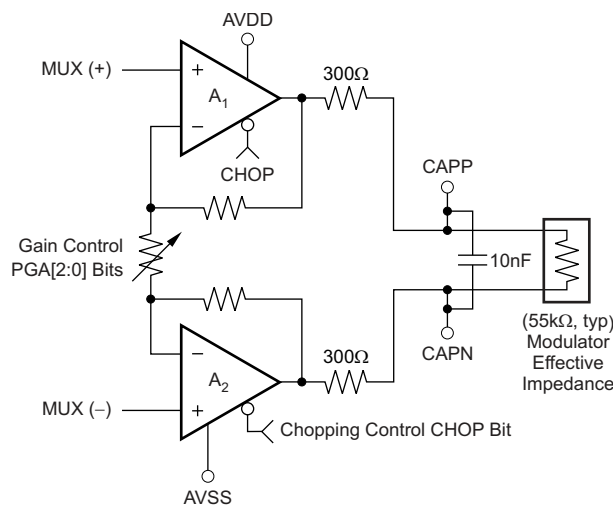 AVDD
MUX (+)
+
A1
−
CHOP
300Ω
CAPP
Gain Control
PGA[2:0] Bits
10nF
(55kΩ, typ)
Modulator
Effective
Impedance
CAPN
300Ω
−
A2
+
MUX (−)
Chopping Control CHOP Bit
AVSS